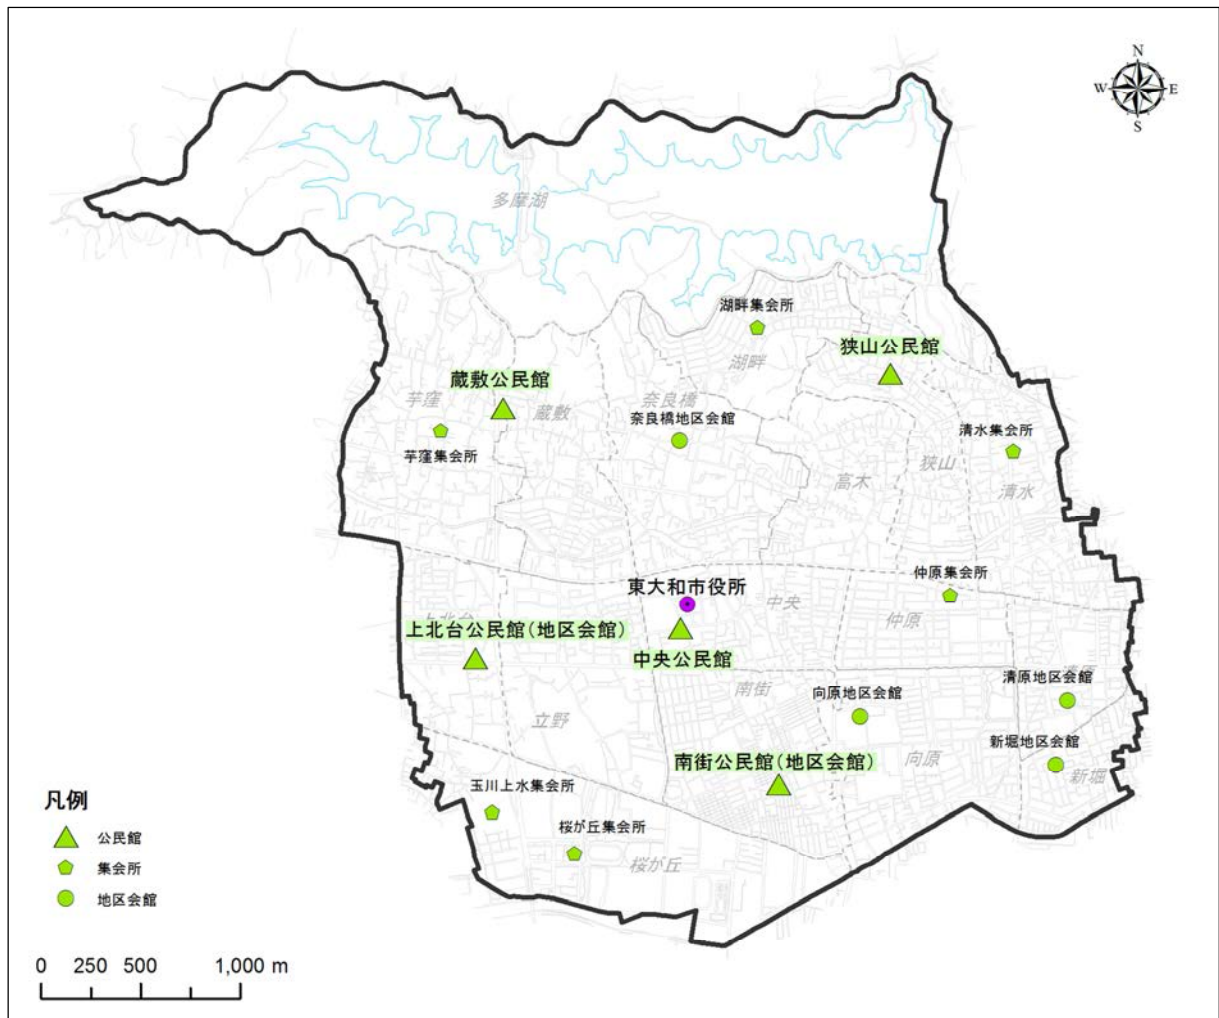 N
W
E
S
多摩湖
湖畔集会所
狭山公民館
湖畔
蔵敷公民館
芋窪
蔵敷
奈良橋
奈良橋地区会館
清水集会所
芋窪集会所
狭山
高木
清水
仲原集会所
東大和市役所
中央
仲原
上北台
上北台公民館(地区会館)
中央公民館
清原
清原地区会館
南街
向原地区会館
立野
新堀地区会館
南街公民館(地区会館)
向原
新堀
玉川上水集会所
桜が丘集会所
桜が丘
凡例
公民館
集会所
地区会館
0 250 500 1,000 m